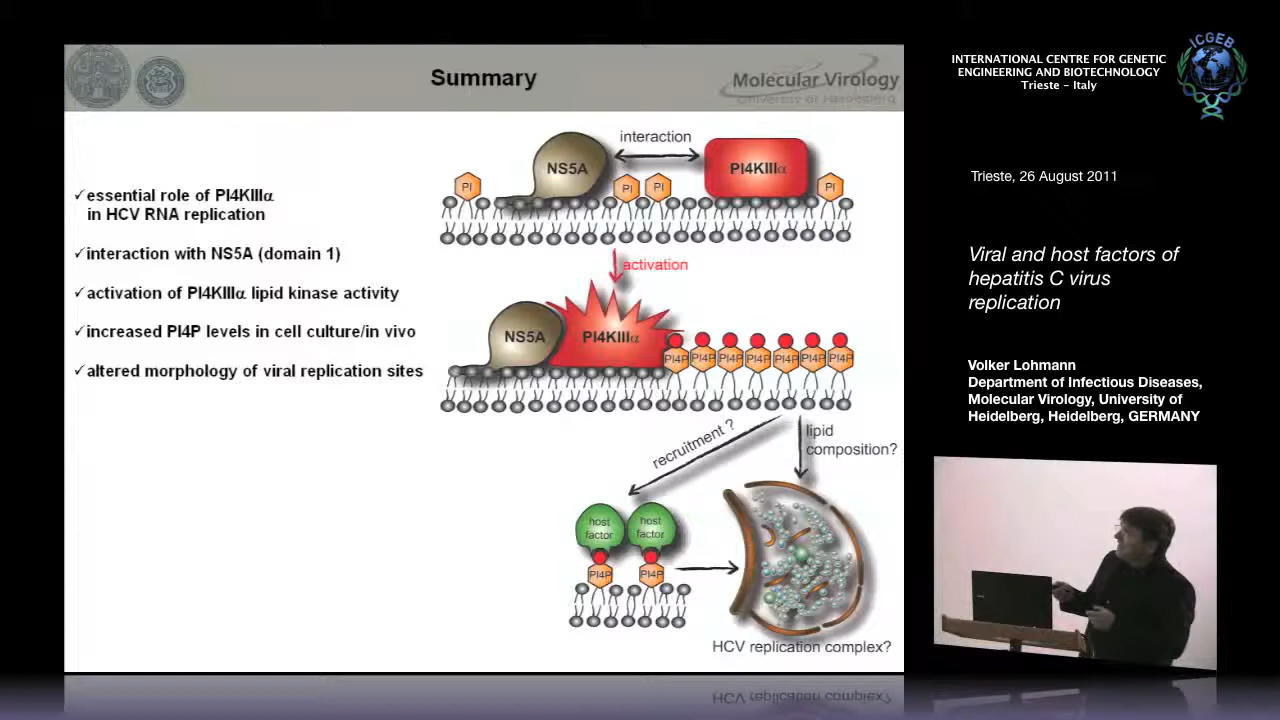 Summary
Molecular Virology
University of Heidelberg
✓essential role of PI4KIIIα
in HCV RNA replication
✓interaction with NS5A (domain 1)
✓activation of PI4KIIIα lipid kinase activity
✓increased PI4P levels in cell culture/in vivo
✓altered morphology of viral replication sites
interaction
NS5A
PI4KIIIα
PI
PI
PI
PI
activation
NS5A
PI4KIIIα
PI4P
PI4P
PI4P
PI4P
PI4P
PI4P
PI4P
recruitment ?
lipid
composition?
host
factor
host
factor
PI4P
PI4P
HCV replication complex?
INTERNATIONAL CENTRE FOR GENETIC
ENGINEERING AND BIOTECHNOLOGY
Trieste - Italy
ICGEB
Trieste, 26 August 2011
Viral and host factors of
hepatitis C virus
replication
Volker Lohmann
Department of Infectious Diseases,
Molecular Virology, University of
Heidelberg, Heidelberg, GERMANY